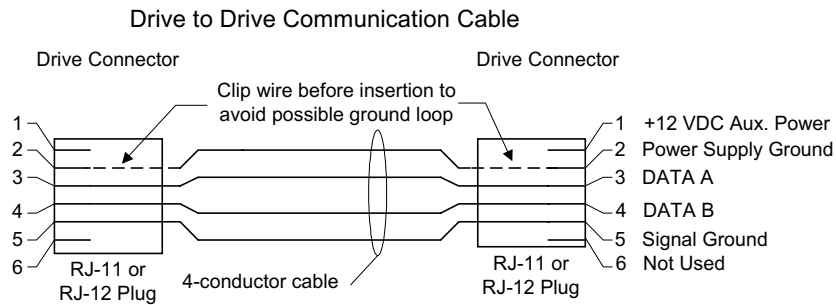 Drive to Drive Communication Cable
Drive Connector
Drive Connector
Clip wire before insertion to
avoid possible ground loop
1
2
3
4
5
6
1 +12 VDC Aux. Power
2 Power Supply Ground
3 DATA A
4 DATA B
5 Signal Ground
6 Not Used
RJ-11 or
RJ-12 Plug
4-conductor cable
RJ-11 or
RJ-12 Plug